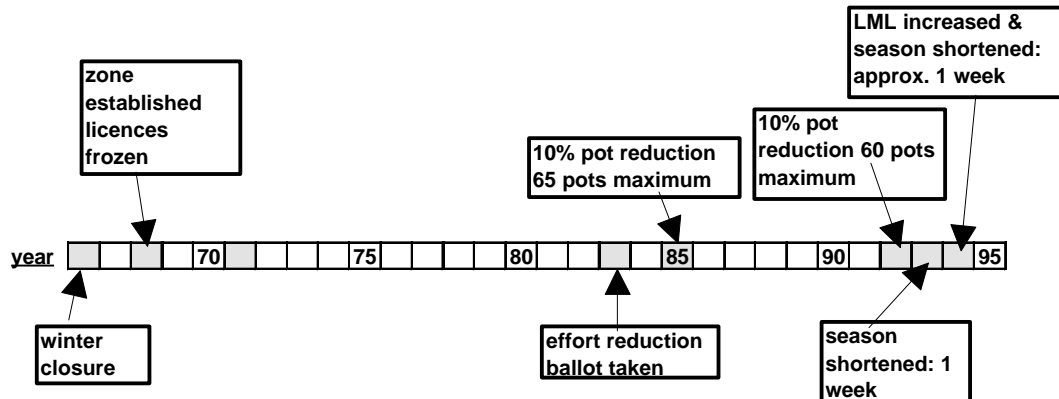 LML increased &
season shortened:
approx. 1 week
zone
established
licences
frozen
10% pot
reduction 60 pots
maximum
10% pot reduction
65 pots maximum
year
70
75
80
85
90
95
winter
closure
effort reduction
ballot taken
season
shortened: 1
week